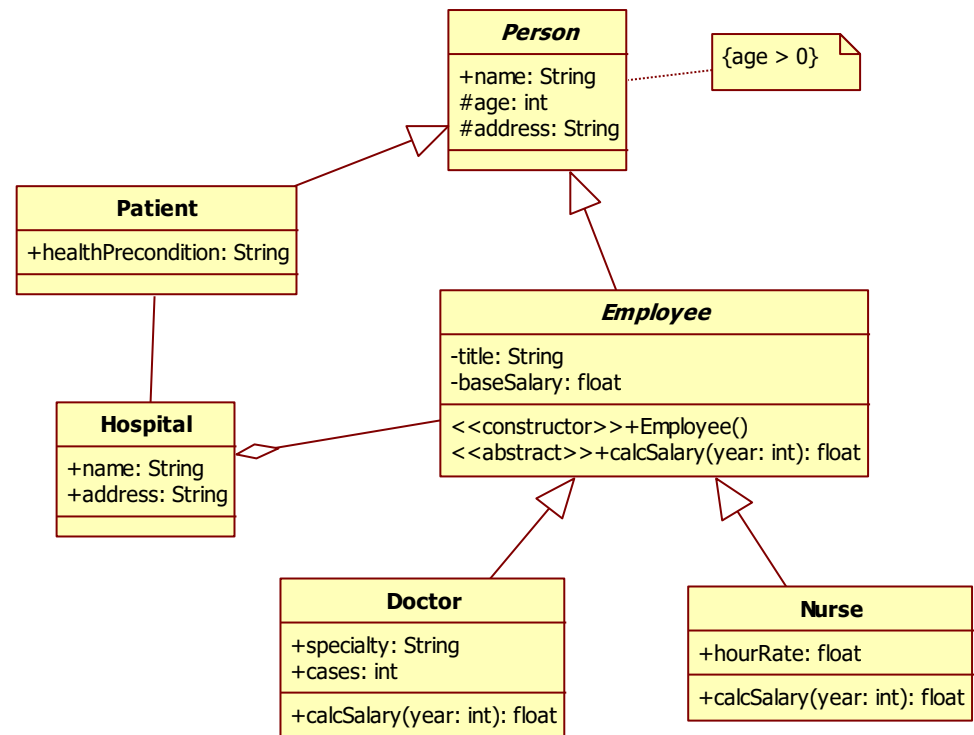 Person
+name: String
#age: int
#address: String
{age > 0}
Patient
+healthPrecondition: String
Employee
-title: String
-baseSalary: float
<<constructor>>+Employee()
<<abstract>>+calcSalary(year: int): float
Hospital
+name: String
+address: String
Doctor
+specialty: String
+cases: int
+calcSalary(year: int): float
Nurse
+hourRate: float
+calcSalary(year: int): float